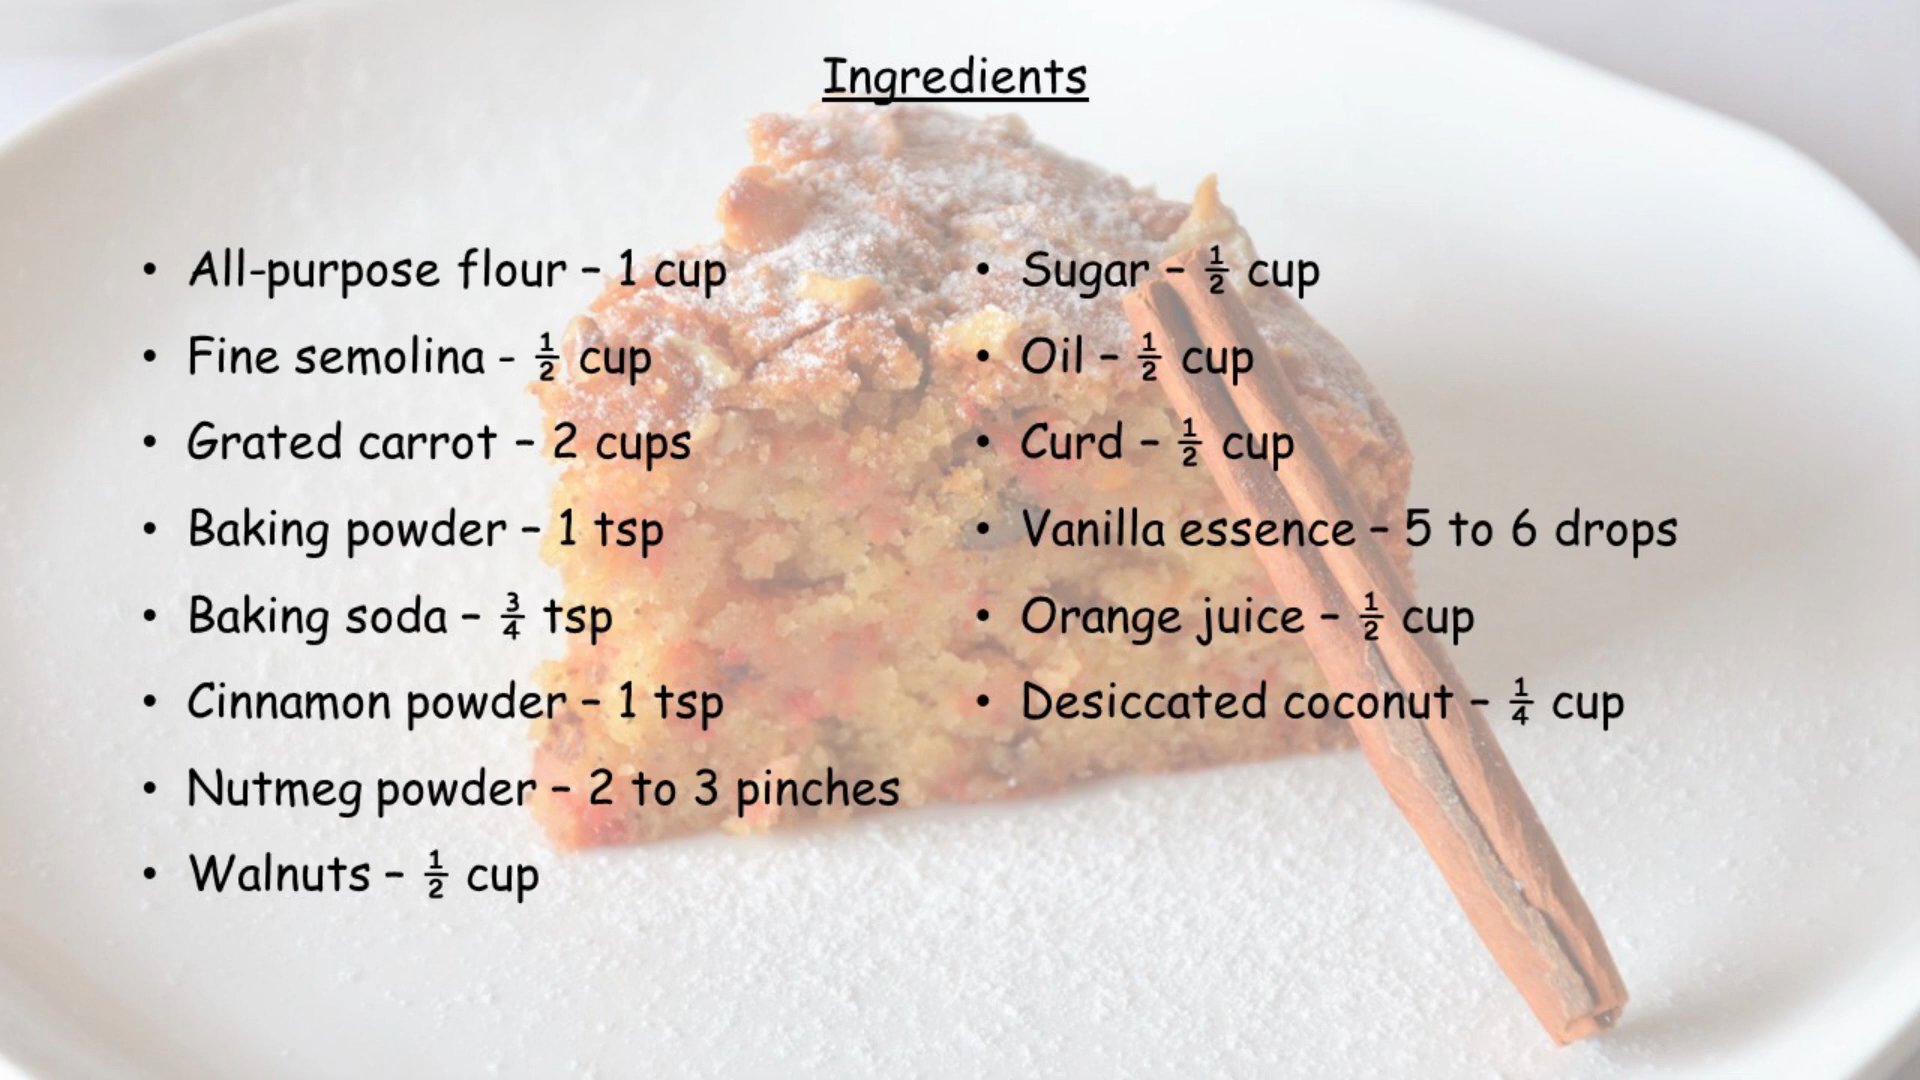 Ingredients
• All-purpose flour – 1 cup
• Fine semolina - ½ cup
• Grated carrot – 2 cups
• Baking powder – 1 tsp
• Baking soda – ¾ tsp
• Cinnamon powder – 1 tsp
• Nutmeg powder – 2 to 3 pinches
• Walnuts – ½ cup
• Sugar – ½ cup
• Oil – ½ cup
• Curd – ½ cup
• Vanilla essence – 5 to 6 drops
• Orange juice – ½ cup
• Desiccated coconut – ¼ cup